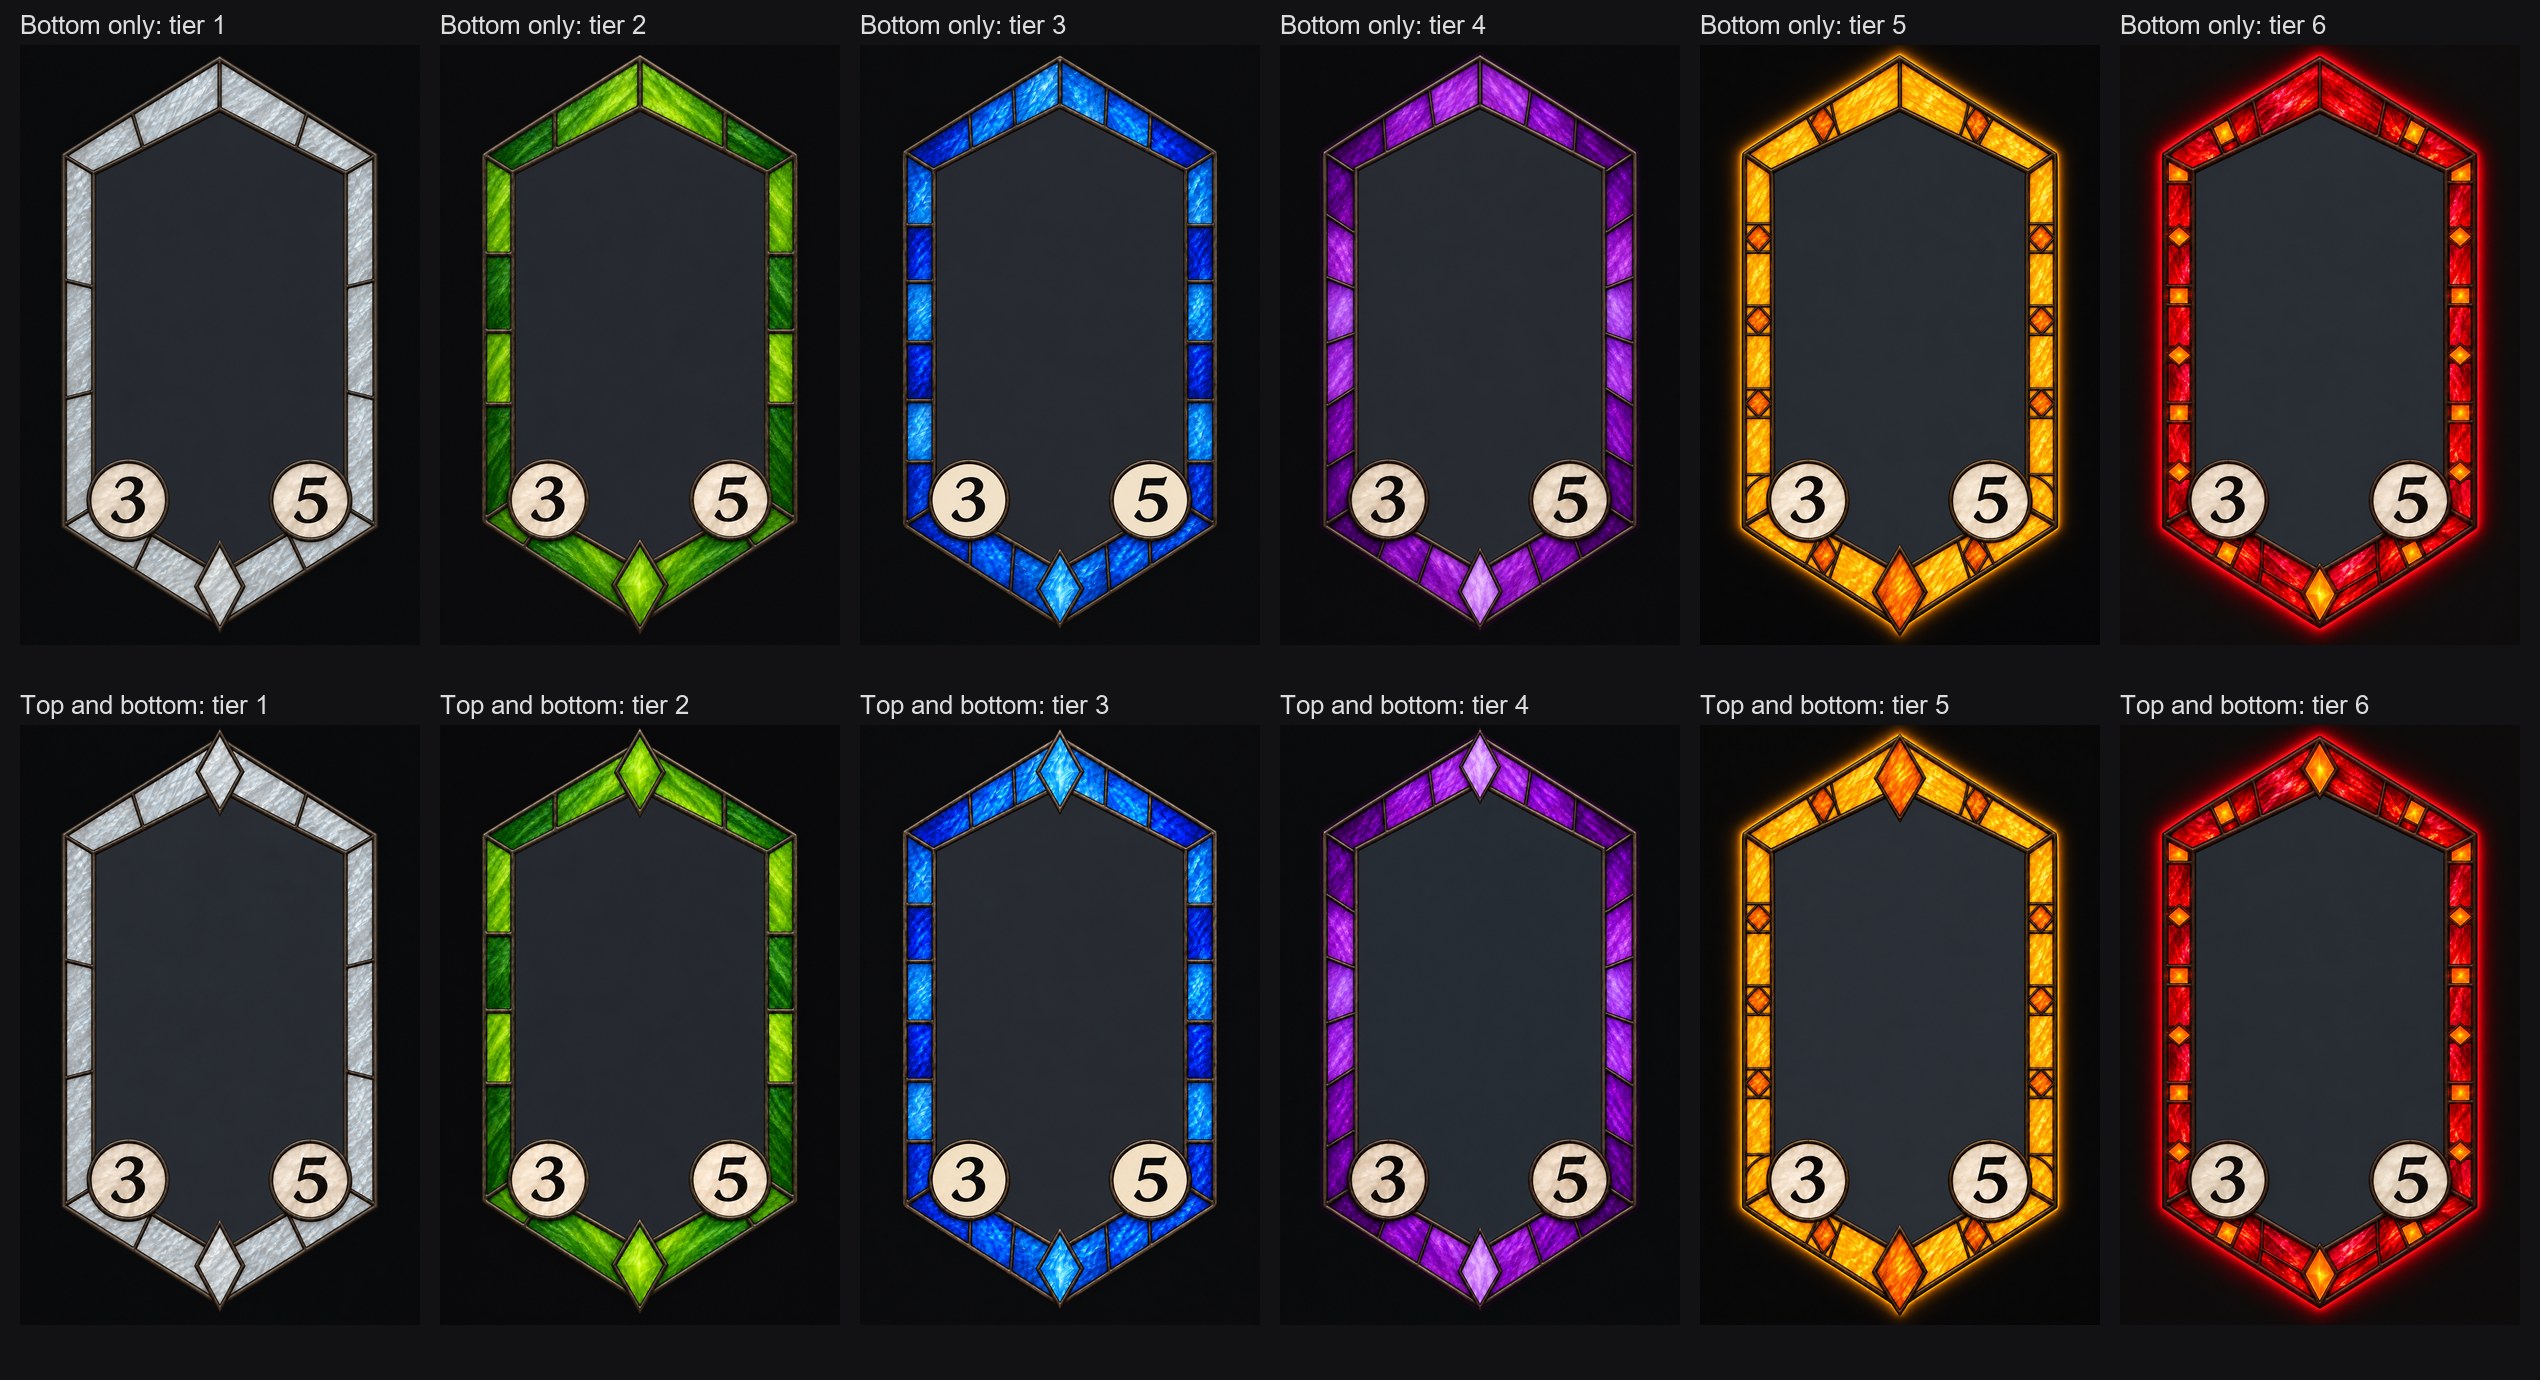 Bottom only: tier 1
Bottom only: tier 2
Bottom only: tier 3
Bottom only: tier 4
Bottom only: tier 5
Bottom only: tier 6
3 5
3 5
3 5
3 5
3 5
3 5
Top and bottom: tier 1
Top and bottom: tier 2
Top and bottom: tier 3
Top and bottom: tier 4
Top and bottom: tier 5
Top and bottom: tier 6
3 5
3 5
3 5
3 5
3 5
3 5